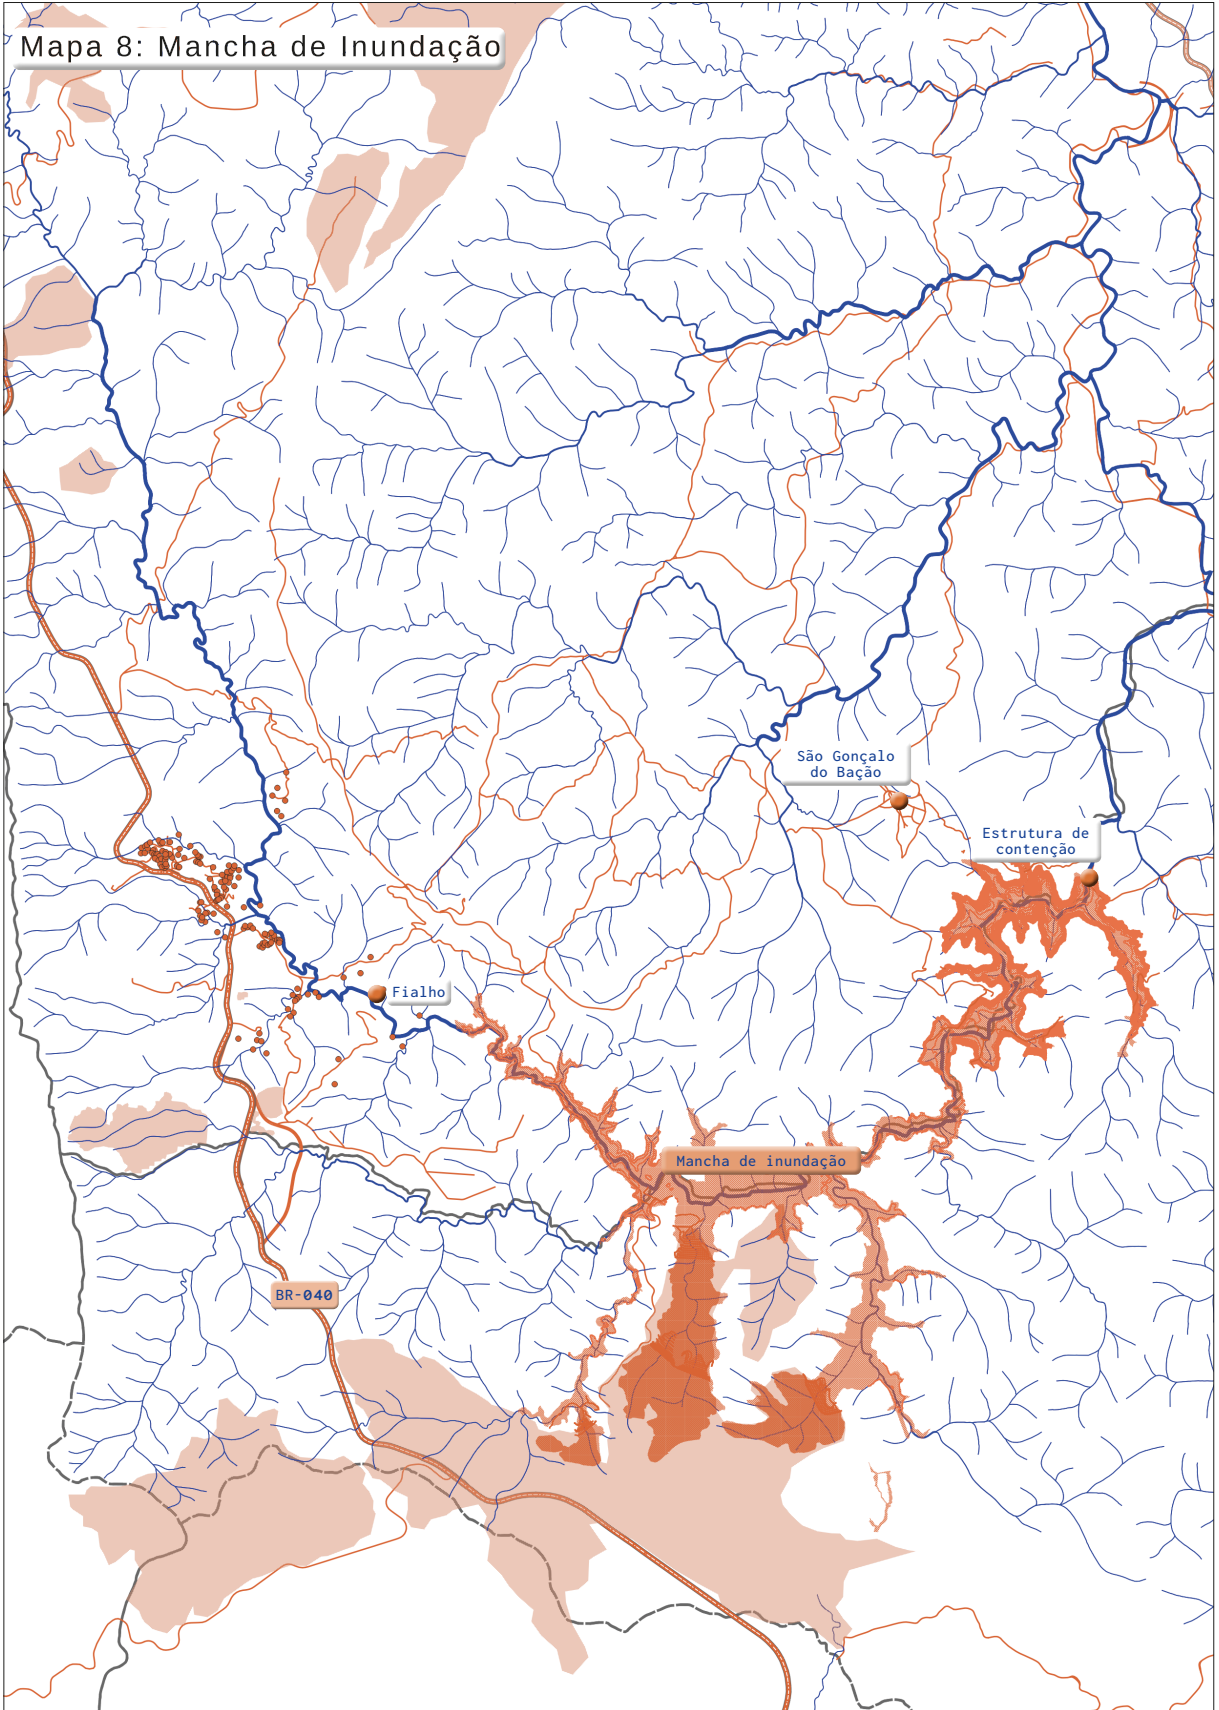 Mapa 8: Mancha de Inundação
São Gonçalo
do Bação
Estrutura de
contenção
Fialho
Mancha de inundação
BR-040